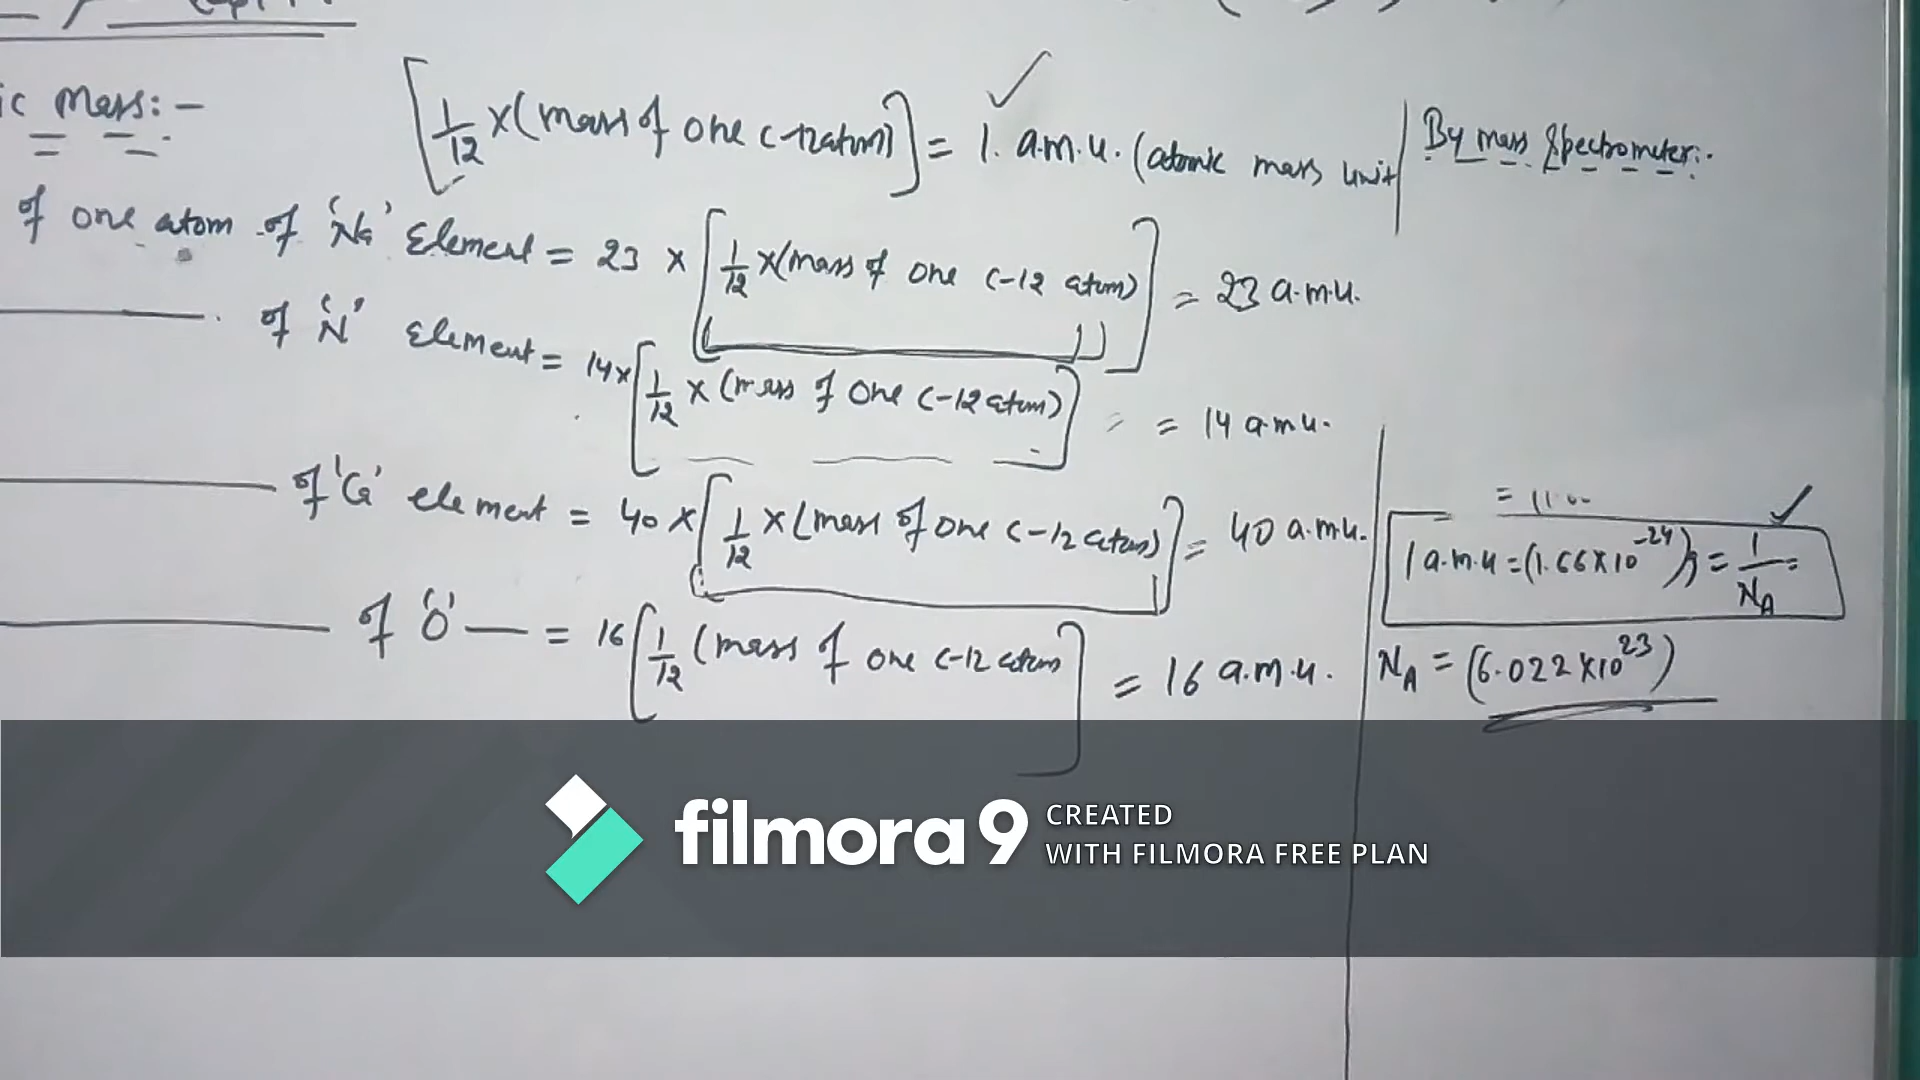 ic Mass:-
[1/12 x (mass of one C-12 atom)] = 1. a.m.u. (atomic mass unit
By mass spectrometer:-
of one atom of 'Na' Element = 23 x [1/12 x (mass of one C-12 atom)] = 23 a.m.u.
of 'N' Element = 14 x [1/12 x (mass of one C-12 atom)] = 14 a.m.u.
of 'Ca' element = 40 x [1/12 x (mass of one C-12 atom)] = 40 a.m.u.
of 'O' — = 16 [1/12 (mass of one C-12 atom] = 16 a.m.u.
1 a.m.u = (1.66 x 10^-24) g = 1/N_A =
N_A = (6.022 x 10^23)
filmora 9
CREATED
WITH FILMORA FREE PLAN